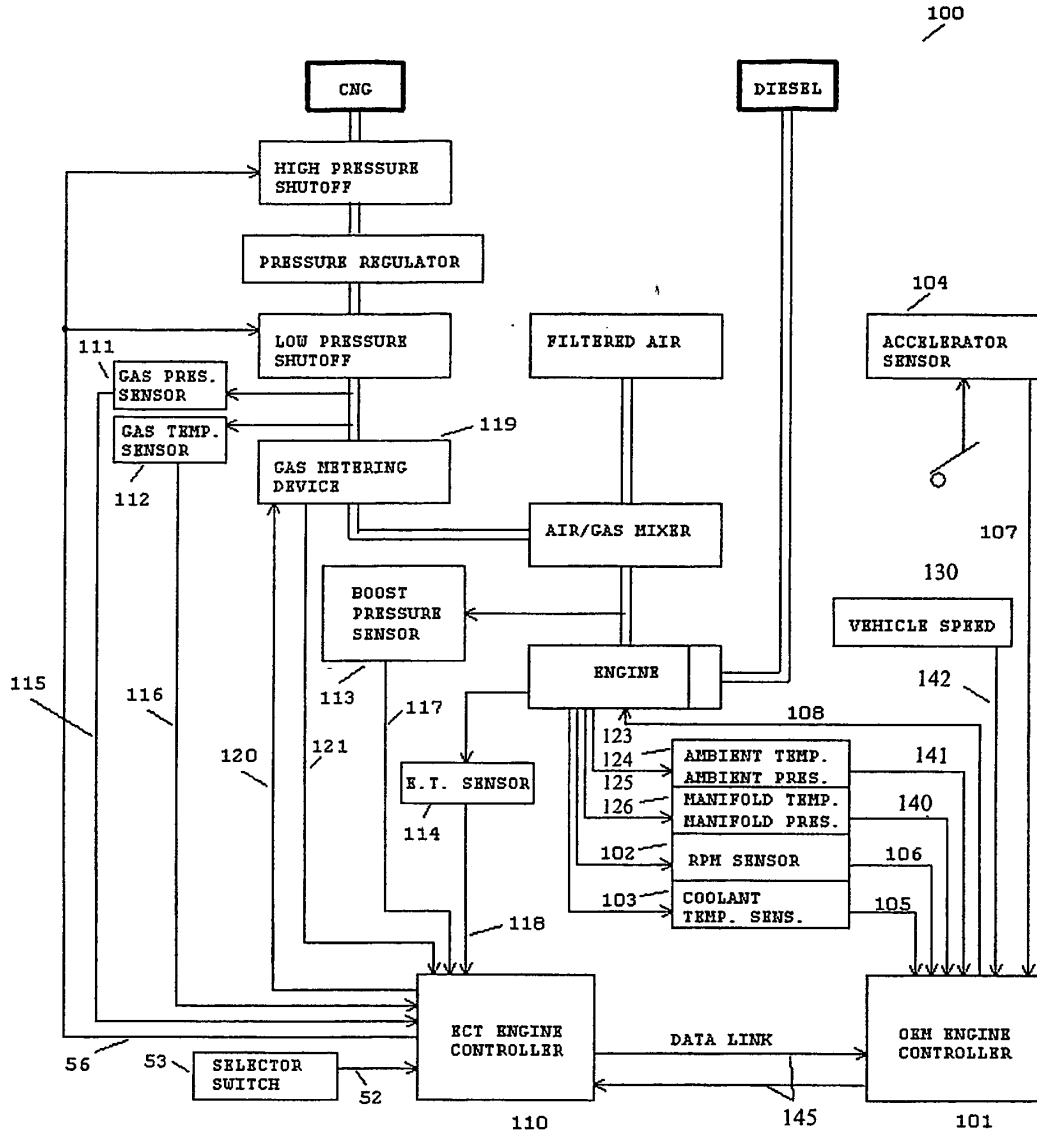 100
CNG
DIESEL
HIGH PRESSURE
SHUTOFF
PRESSURE REGULATOR
104
LOW PRESSURE
SHUTOFF
FILTERED AIR
ACCELERATOR
SENSOR
111
GAS PRES.
SENSOR
GAS TEMP.
SENSOR
112
119
GAS METERING
DEVICE
AIR/GAS MIXER
107
130
BOOST
PRESSURE
SENSOR
VEHICLE SPEED
ENGINE
115
116
113
117
142
108
120
121
123
124
125
126
AMBIENT TEMP.
AMBIENT PRES.
141
MANIFOLD TEMP.
MANIFOLD PRES.
140
E.T. SENSOR
114
102
RPM SENSOR
106
103
COOLANT
TEMP. SENS.
105
118
ECT ENGINE
CONTROLLER
DATA LINK
OEM ENGINE
CONTROLLER
56
53
SELECTOR
SWITCH
52
110
145
101